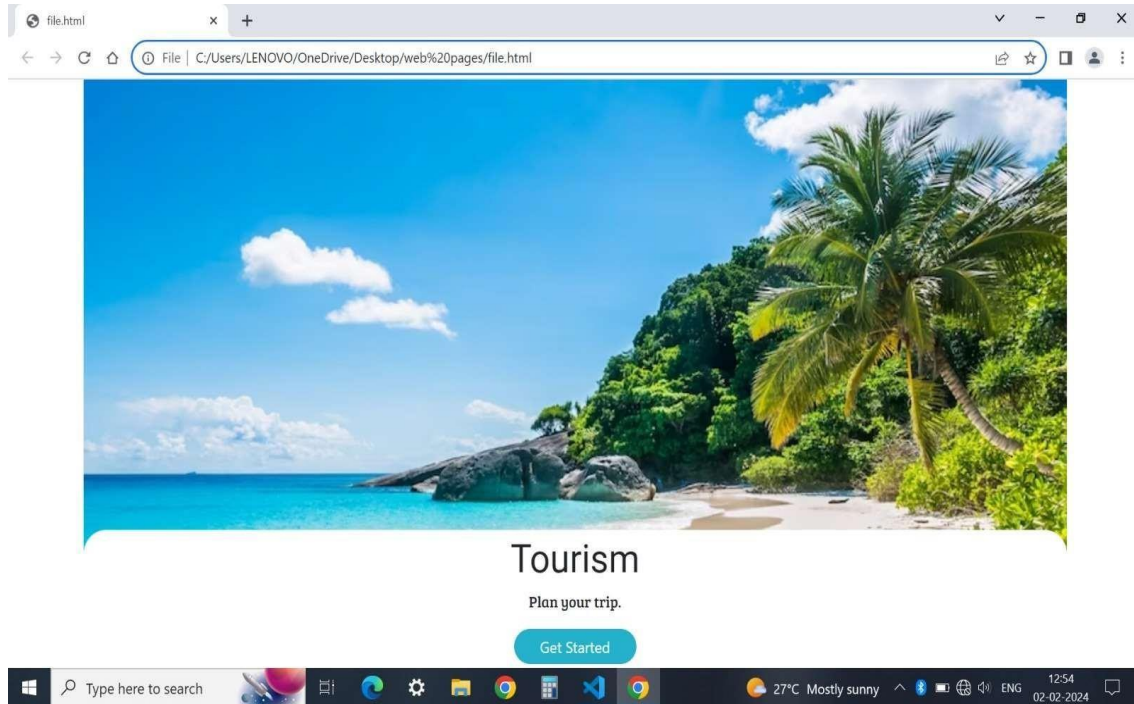 file.html
File | C:/Users/LENOVO/OneDrive/Desktop/web%20pages/file.html
Tourism
Plan your trip.
Get Started
Type here to search
27°C Mostly sunny
ENG
12:54
02-02-2024